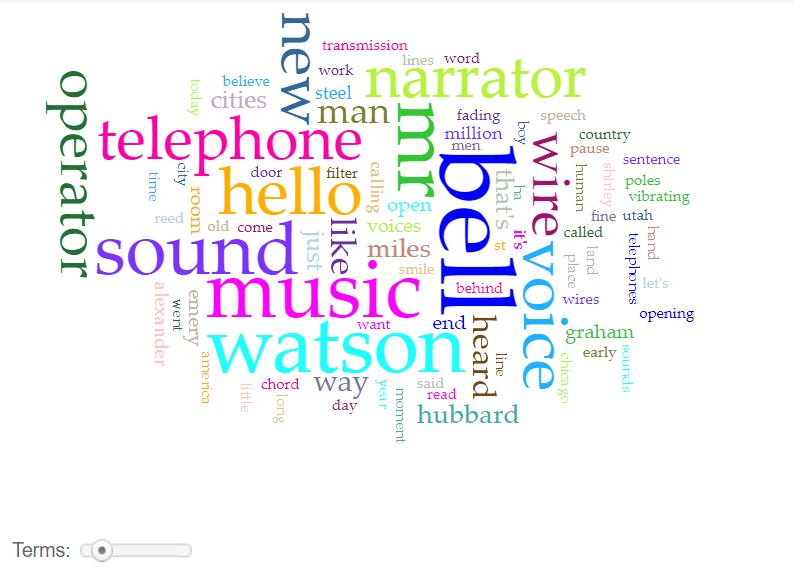 new
transmission
lines
word
work
narrator
believe
steel
cities
today
man
operator
telephone
mr
fading
million
men
boy
speech
country
pause
sentence
city
door
filter
time
hello
room
calling
open
bell
that's
ha
wire
human
shirley
poles
vibrating
reed
old
come
like
just
voices
miles
smile
st
it's
fine
utah
called
hand
sound
music
voice
land
place
telephones
let's
behind
wires
opening
alexander
went
emery
want
end
heard
graham
watson
line
early
sounds
chicago
america
little
chord
long
way
day
year
moment
said
read
hubbard
Terms: